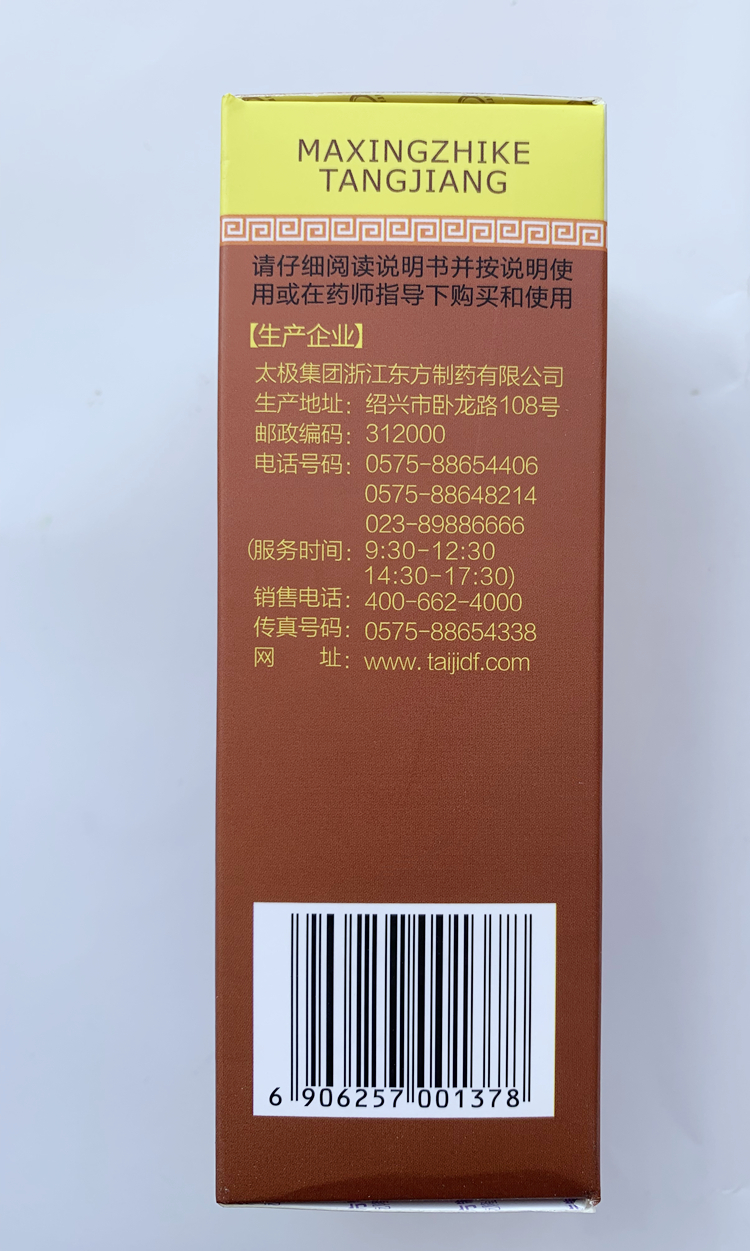 MAXINGZHIKE
TANGJIANG
请仔细阅读说明书并按说明使
用或在药师指导下购买和使用
【生产企业】
太极集团浙江东方制药有限公司
生产地址：绍兴市卧龙路108号
邮政编码：312000
电话号码：0575-88654406
0575-88648214
023-89886666
(服务时间：9:30-12:30
14:30-17:30)
销售电话：400-662-4000
传真号码：0575-88654338
网 址：www.taijidf.com
6 906257 001378